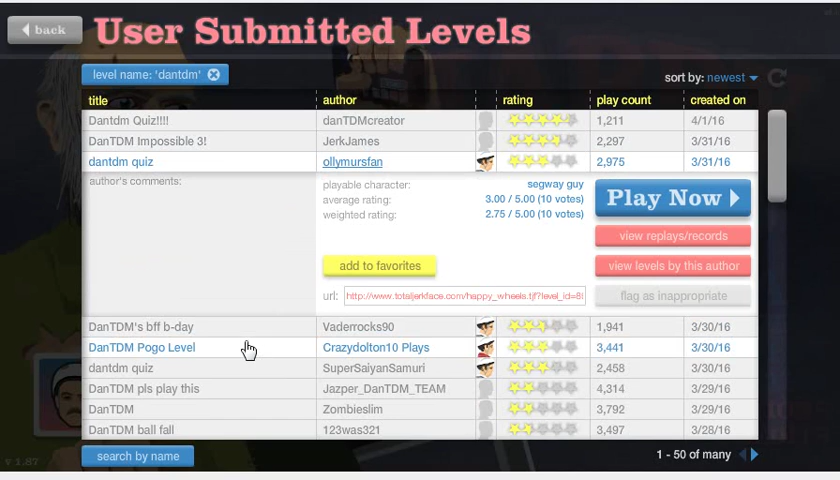 back
User Submitted Levels
level name: 'dantdm'
sort by: newest
title author rating play count created on
Dantdm Quiz!!!! danTDMcreator 1,211 4/1/16
DanTDM Impossible 3! JerkJames 2,297 3/31/16
dantdm quiz ollymursfan 2,975 3/31/16
author's comments:
playable character: segway guy
average rating: 3.00 / 5.00 (10 votes)
weighted rating: 2.75 / 5.00 (10 votes)
Play Now
view replays/records
add to favorites
view levels by this author
url: http://www.totaljerkface.com/happy_wheels.tjf?level_id=8
flag as inappropriate
DanTDM's bff b-day Vaderrocks90 1,941 3/30/16
DanTDM Pogo Level Crazydolton10 Plays 3,441 3/30/16
dantdm quiz SuperSaiyanSamuri 2,458 3/30/16
DanTDM pls play this Jazper_DanTDM_TEAM 4,314 3/29/16
DanTDM Zombieslim 3,792 3/29/16
DanTDM ball fall 123was321 3,497 3/28/16
search by name
1 - 50 of many
v 1.87